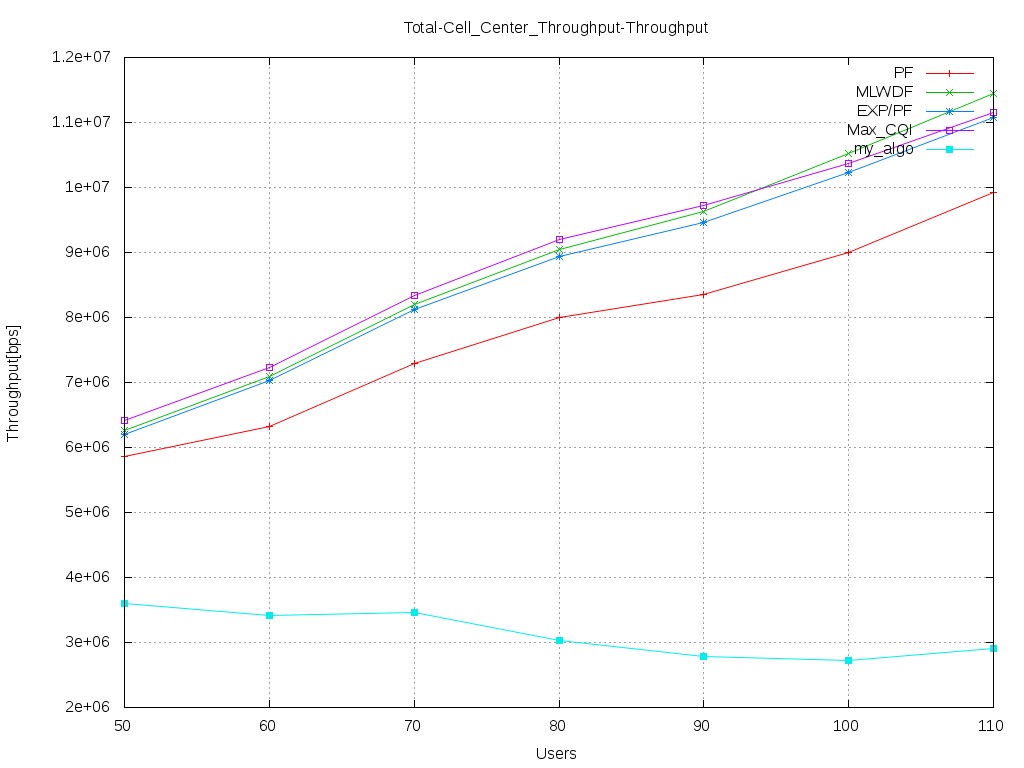 Total-Cell_Center_Throughput-Throughput
1.2e+07
1.1e+07
1e+07
9e+06
8e+06
7e+06
6e+06
5e+06
4e+06
3e+06
2e+06
Throughput[bps]
PF
MLWDF
EXP/PF
Max_CQI
my_algo
50 60 70 80 90 100 110
Users